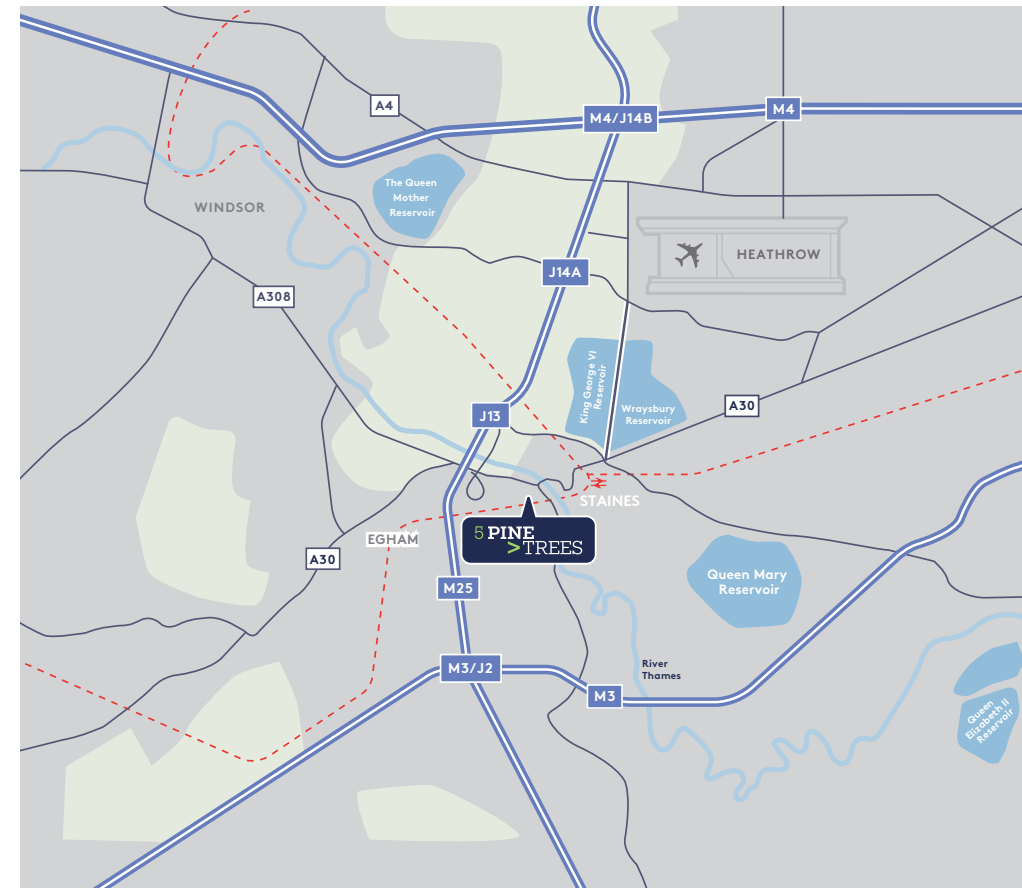 A4
M4/J14B
M4
The Queen
Mother
Reservoir
WINDSOR
HEATHROW
J14A
A308
King George VI
Reservoir
Wraysbury
Reservoir
A30
J13
STAINES
5 PINE
>TREES
EGHAM
A30
M25
Queen Mary
Reservoir
M3/J2
River
Thames
M3
Queen
Elizabeth II
Reservoir